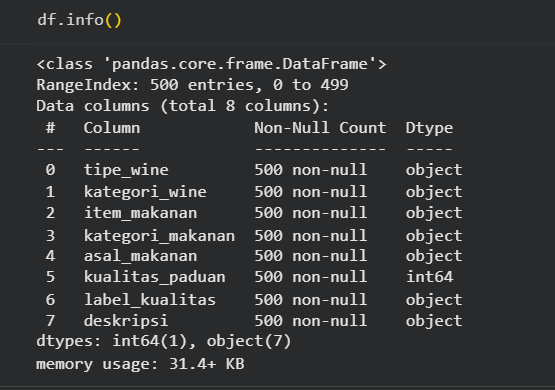 df.info()
<class 'pandas.core.frame.DataFrame'>
RangeIndex: 500 entries, 0 to 499
Data columns (total 8 columns):
 #   Column            Non-Null Count  Dtype
---  ------            --------------  -----
 0   tipe_wine         500 non-null    object
 1   kategori_wine     500 non-null    object
 2   item_makanan      500 non-null    object
 3   kategori_makanan  500 non-null    object
 4   asal_makanan      500 non-null    object
 5   kualitas_paduan   500 non-null    int64
 6   label_kualitas    500 non-null    object
 7   deskripsi         500 non-null    object
dtypes: int64(1), object(7)
memory usage: 31.4+ KB